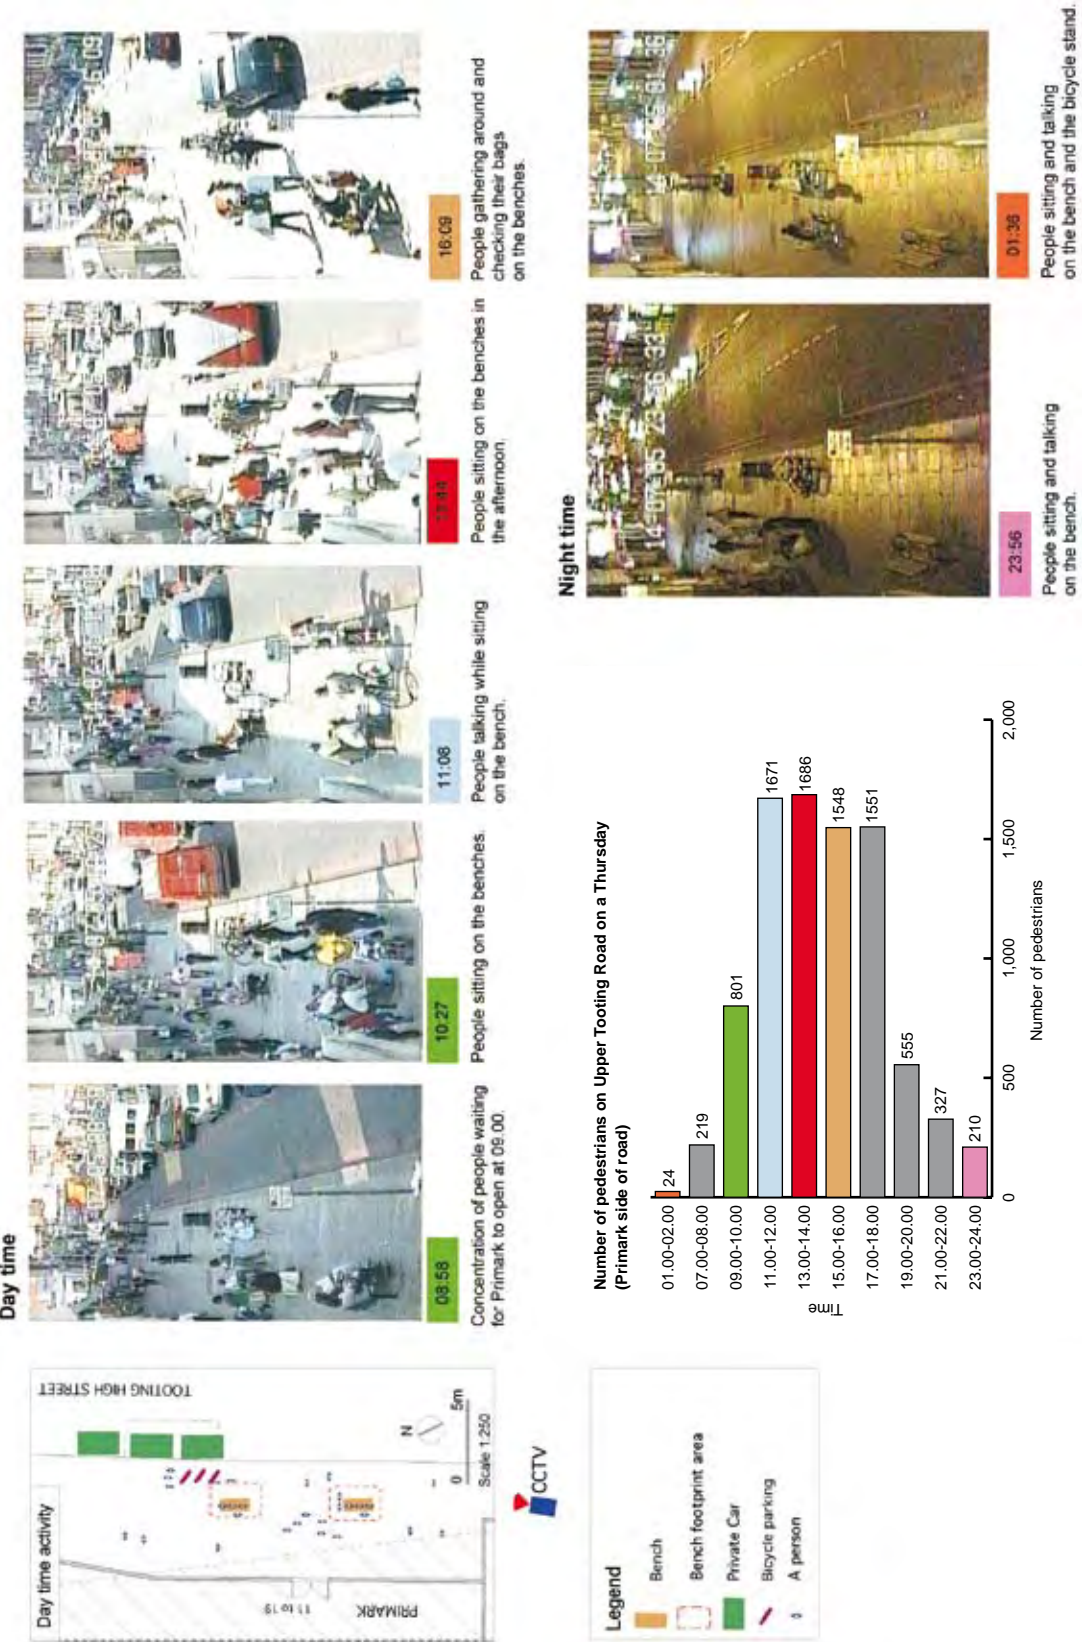 Day time
Day time activity
TOOTING HIGH STREET
PRIMARK
11 to 19
N
0
5m
Scale 1:250
CCTV
Legend
Bench
Bench footprint area
Private Car
Bicycle parking
A person
08:58
Concentration of people waiting
for Primark to open at 09.00.
10:27
People sitting on the benches.
11:08
People talking while sitting
on the bench.
13:44
People sitting on the benches in
the afternoon.
16:09
People gathering around and
checking their bags
on the benches.
Number of pedestrians on Upper Tooting Road on a Thursday
(Primark side of road)
Time
01.00-02.00
24
07.00-08.00
219
09.00-10.00
801
11.00-12.00
1671
13.00-14.00
1686
15.00-16.00
1548
17.00-18.00
1551
19.00-20.00
555
21.00-22.00
327
23.00-24.00
210
0
500
1,000
1,500
2,000
Number of pedestrians
Night time
23:56
People sitting and talking
on the bench.
01:36
People sitting and talking
on the bench and the bicycle stand.